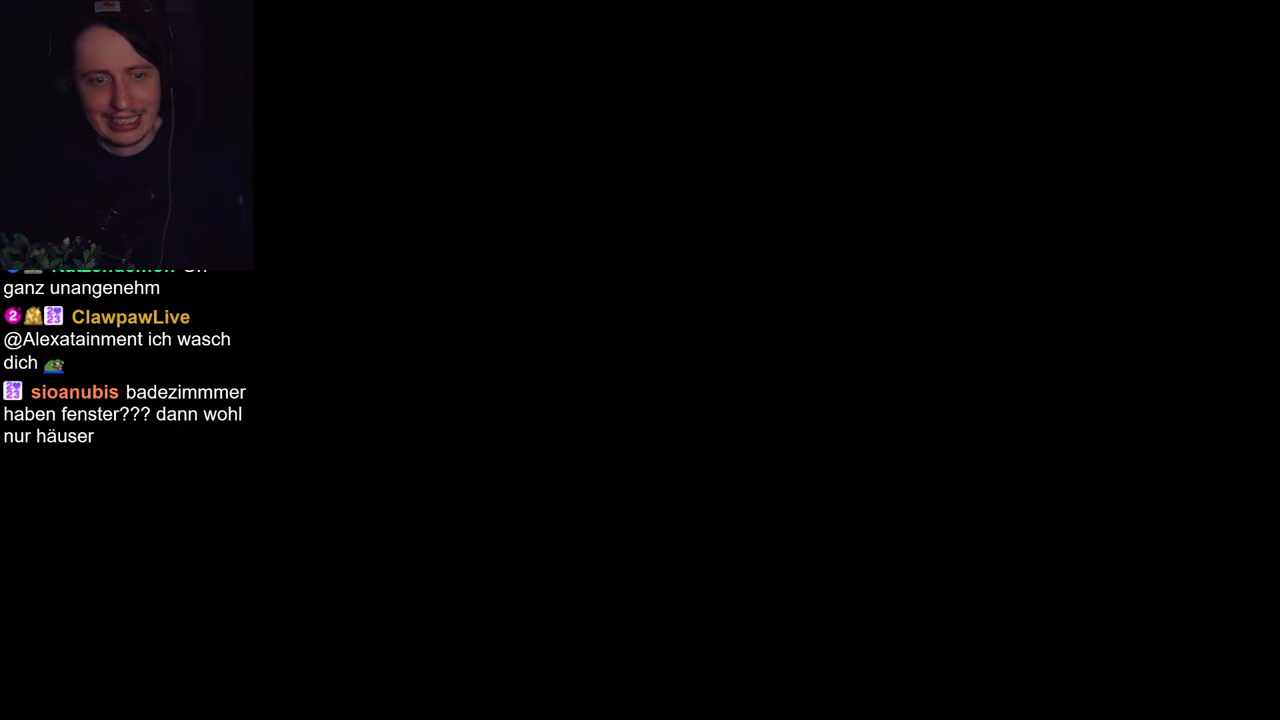 ganz unangenehm
ClawpawLive
@Alexatainment ich wasch
dich
sioanubis badezimmmer
haben fenster??? dann wohl
nur häuser